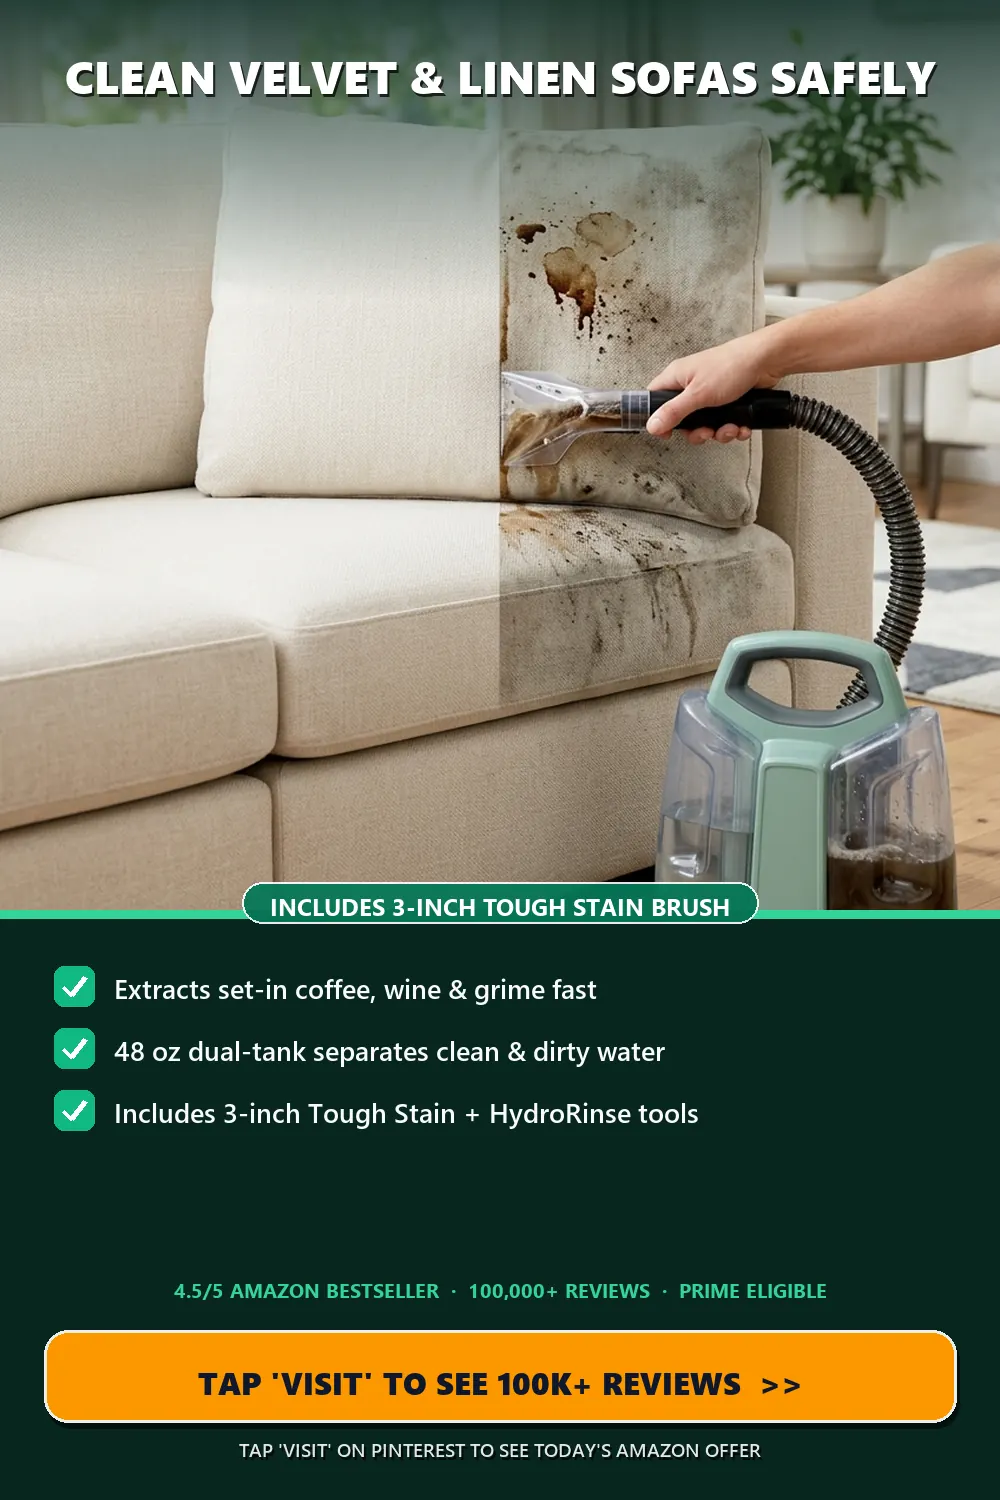 CLEAN VELVET & LINEN SOFAS SAFELY
INCLUDES 3-INCH TOUGH STAIN BRUSH
Extracts set-in coffee, wine & grime fast
48 oz dual-tank separates clean & dirty water
Includes 3-inch Tough Stain + HydroRinse tools
4.5/5 AMAZON BESTSELLER · 100,000+ REVIEWS · PRIME ELIGIBLE
TAP 'VISIT' TO SEE 100K+ REVIEWS >>
TAP 'VISIT' ON PINTEREST TO SEE TODAY'S AMAZON OFFER